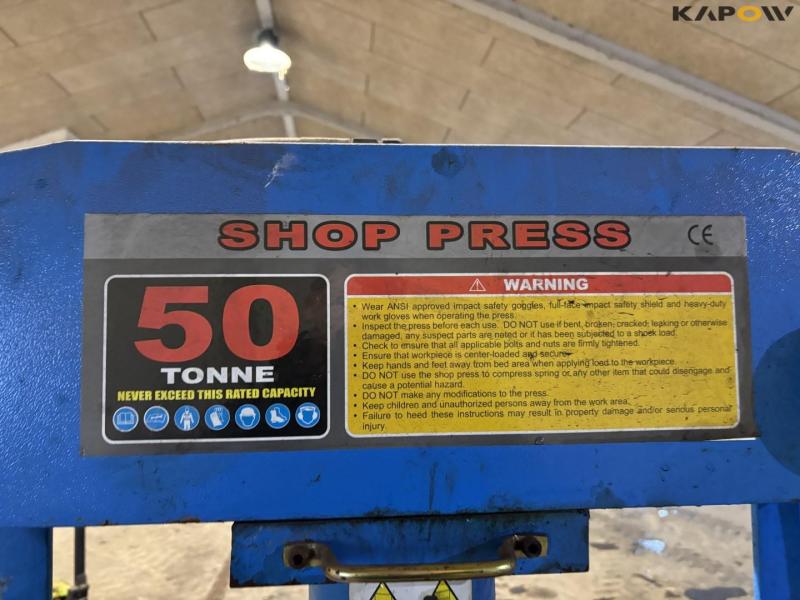 KAPOW
SHOP PRESS
CE
50
TONNE
NEVER EXCEED THIS RATED CAPACITY
WARNING
• Wear ANSI approved impact safety goggles, full-face impact safety shield and heavy-duty
work gloves when operating the press.
• Inspect the press before each use. DO NOT use if bent, broken, cracked, leaking or otherwise
damaged, any suspect parts are noted or it has been subjected to a shock load.
• Check to ensure that all applicable bolts and nuts are firmly tightened.
• Ensure that workpiece is center-loaded and secure.
• Keep hands and feet away from bed area when applying load to the workpiece.
• DO NOT use the shop press to compress spring or any other item that could disengage and
cause a potential hazard.
• DO NOT make any modifications to the press.
• Keep children and unauthorized persons away from the work area.
• Failure to heed these instructions may result in property damage and/or serious personal
injury.